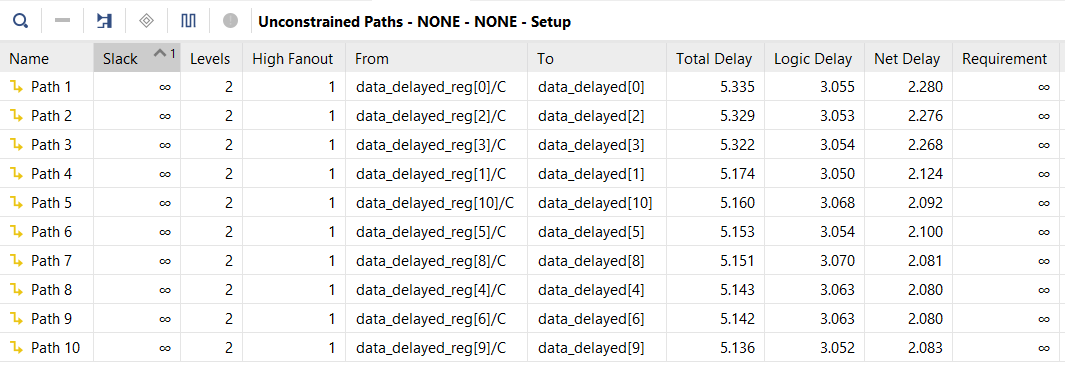 Unconstrained Paths - NONE - NONE - Setup
Name Slack 1 Levels High Fanout From To Total Delay Logic Delay Net Delay Requirement
Path 1 ∞ 2 1 data_delayed_reg[0]/C data_delayed[0] 5.335 3.055 2.280 ∞
Path 2 ∞ 2 1 data_delayed_reg[2]/C data_delayed[2] 5.329 3.053 2.276 ∞
Path 3 ∞ 2 1 data_delayed_reg[3]/C data_delayed[3] 5.322 3.054 2.268 ∞
Path 4 ∞ 2 1 data_delayed_reg[1]/C data_delayed[1] 5.174 3.050 2.124 ∞
Path 5 ∞ 2 1 data_delayed_reg[10]/C data_delayed[10] 5.160 3.068 2.092 ∞
Path 6 ∞ 2 1 data_delayed_reg[5]/C data_delayed[5] 5.153 3.054 2.100 ∞
Path 7 ∞ 2 1 data_delayed_reg[8]/C data_delayed[8] 5.151 3.070 2.081 ∞
Path 8 ∞ 2 1 data_delayed_reg[4]/C data_delayed[4] 5.143 3.063 2.080 ∞
Path 9 ∞ 2 1 data_delayed_reg[6]/C data_delayed[6] 5.142 3.063 2.080 ∞
Path 10 ∞ 2 1 data_delayed_reg[9]/C data_delayed[9] 5.136 3.052 2.083 ∞